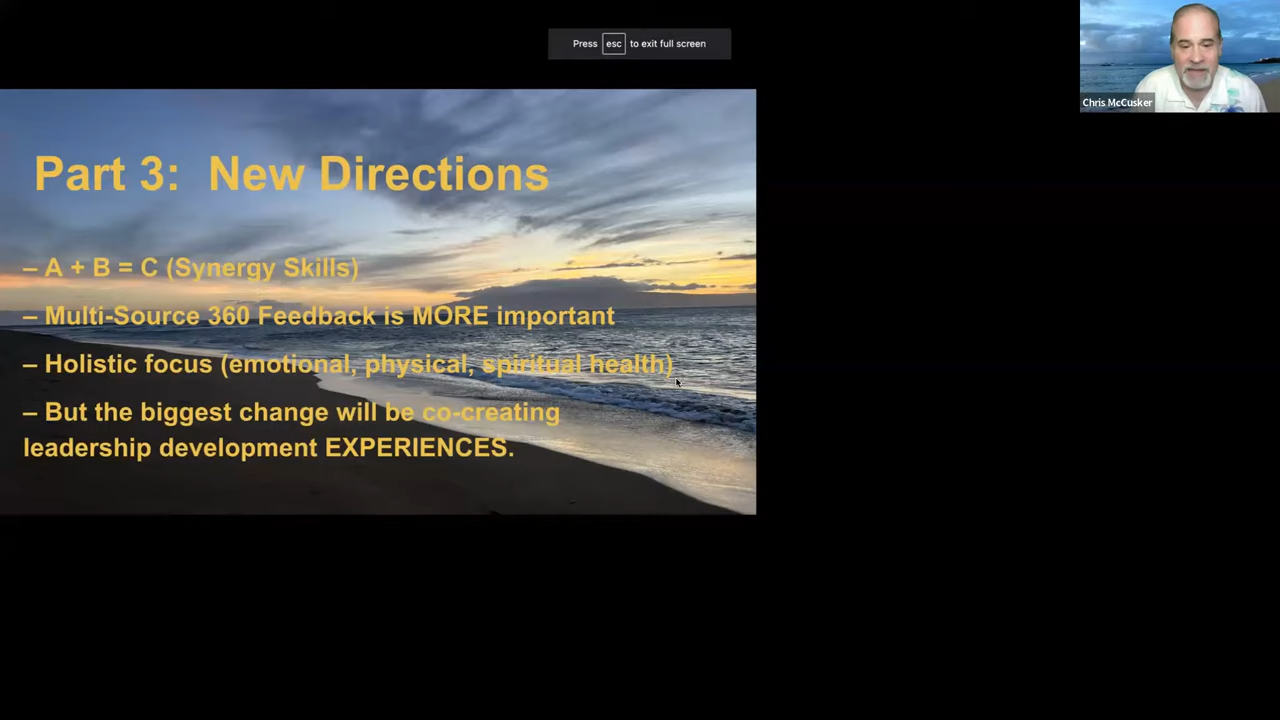 Press esc to exit full screen
Chris McCusker
Part 3: New Directions
– A + B = C (Synergy Skills)
– Multi-Source 360 Feedback is MORE important
– Holistic focus (emotional, physical, spiritual health)
– But the biggest change will be co-creating
leadership development EXPERIENCES.